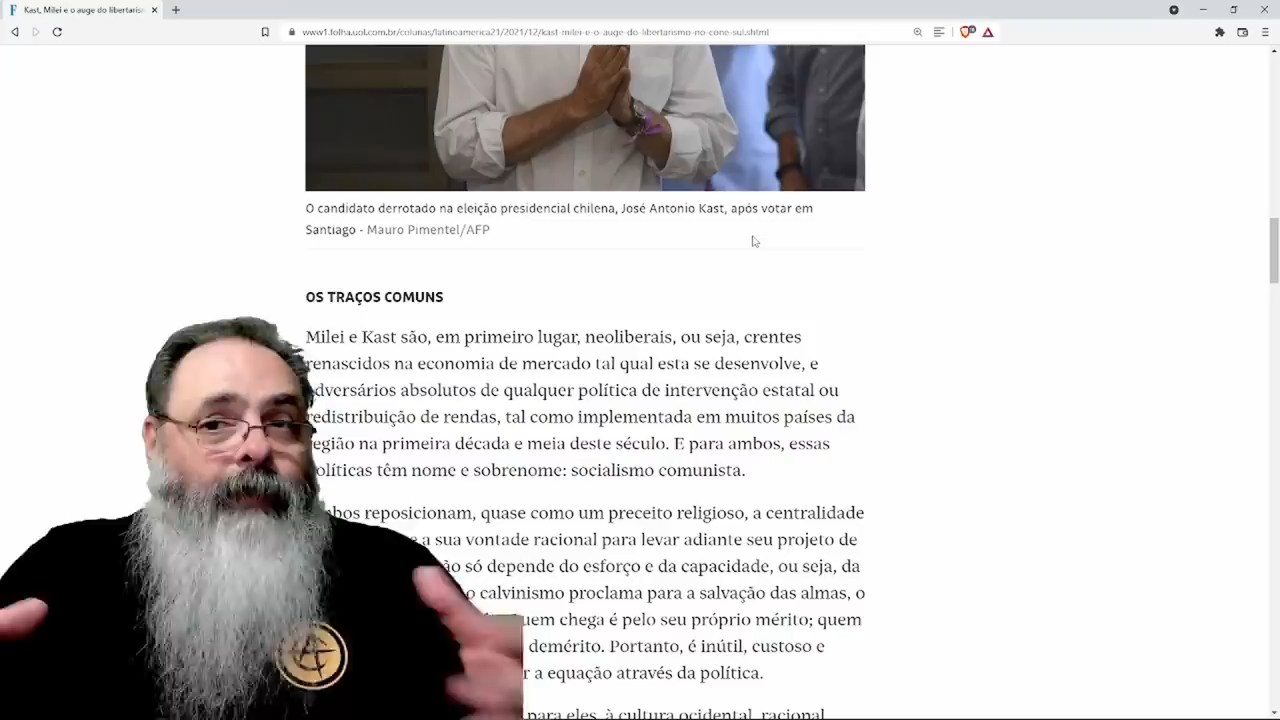 Kast, Milei e o auge do libertaris
www1.folha.uol.com.br/colunas/latinoamerica21/2021/12/kast-milei-e-o-auge-do-libertarismo-no-cone-sul.shtml
O candidato derrotado na eleição presidencial chilena, José Antonio Kast, após votar em
Santiago - Mauro Pimentel/AFP
OS TRAÇOS COMUNS
Milei e Kast são, em primeiro lugar, neoliberais, ou seja, crentes
renascidos na economia de mercado tal qual esta se desenvolve, e
adversários absolutos de qualquer política de intervenção estatal ou
redistribuição de rendas, tal como implementada em muitos países da
região na primeira década e meia deste século. E para ambos, essas
políticas têm nome e sobrenome: socialismo comunista.
reposicionam, quase como um preceito religioso, a centralidade
e a sua vontade racional para levar adiante seu projeto de
só depende do esforço e da capacidade, ou seja, da
o calvinismo proclama para a salvação das almas, o
quem chega é pelo seu próprio mérito; quem
demérito. Portanto, é inútil, custoso e
a equação através da política.
para eles, à cultura ocidental, racional